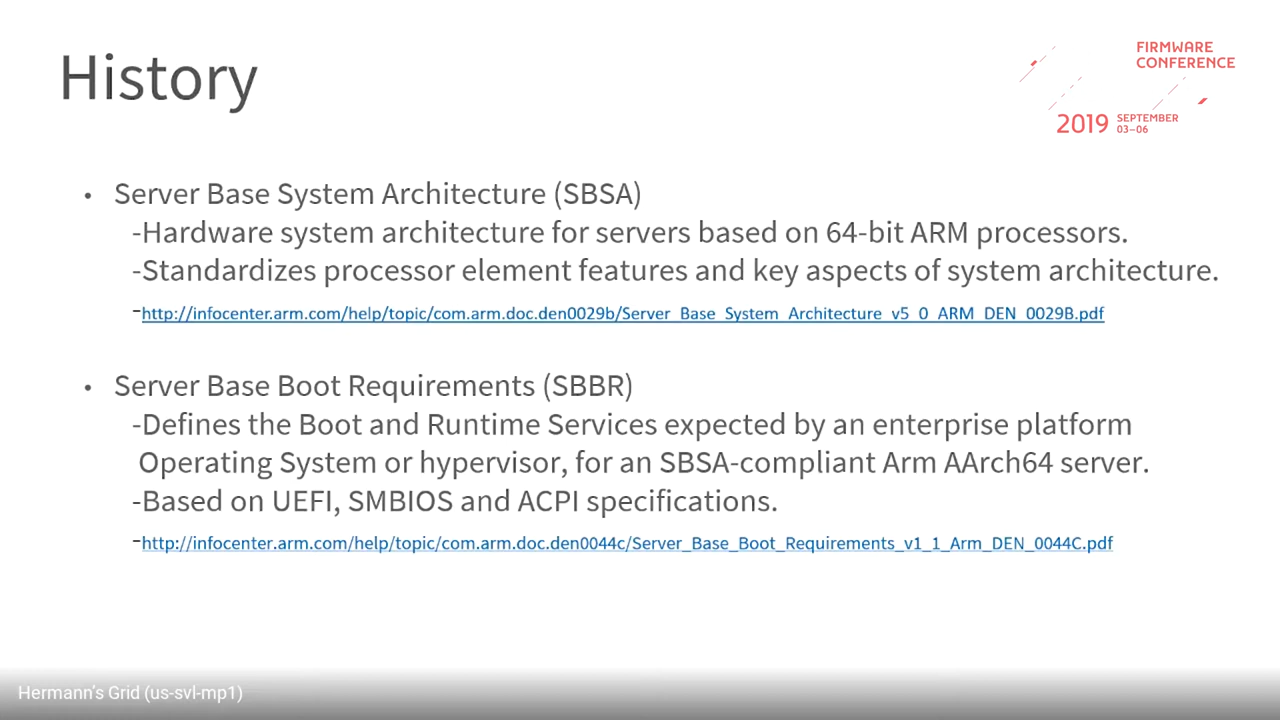 History
FIRMWARE
CONFERENCE
2019 SEPTEMBER
03–06
• Server Base System Architecture (SBSA)
-Hardware system architecture for servers based on 64-bit ARM processors.
-Standardizes processor element features and key aspects of system architecture.
-http://infocenter.arm.com/help/topic/com.arm.doc.den0029b/Server_Base_System_Architecture_v5_0_ARM_DEN_0029B.pdf
• Server Base Boot Requirements (SBBR)
-Defines the Boot and Runtime Services expected by an enterprise platform
Operating System or hypervisor, for an SBSA-compliant Arm AArch64 server.
-Based on UEFI, SMBIOS and ACPI specifications.
-http://infocenter.arm.com/help/topic/com.arm.doc.den0044c/Server_Base_Boot_Requirements_v1_1_Arm_DEN_0044C.pdf
Hermann's Grid (us-svl-mp1)